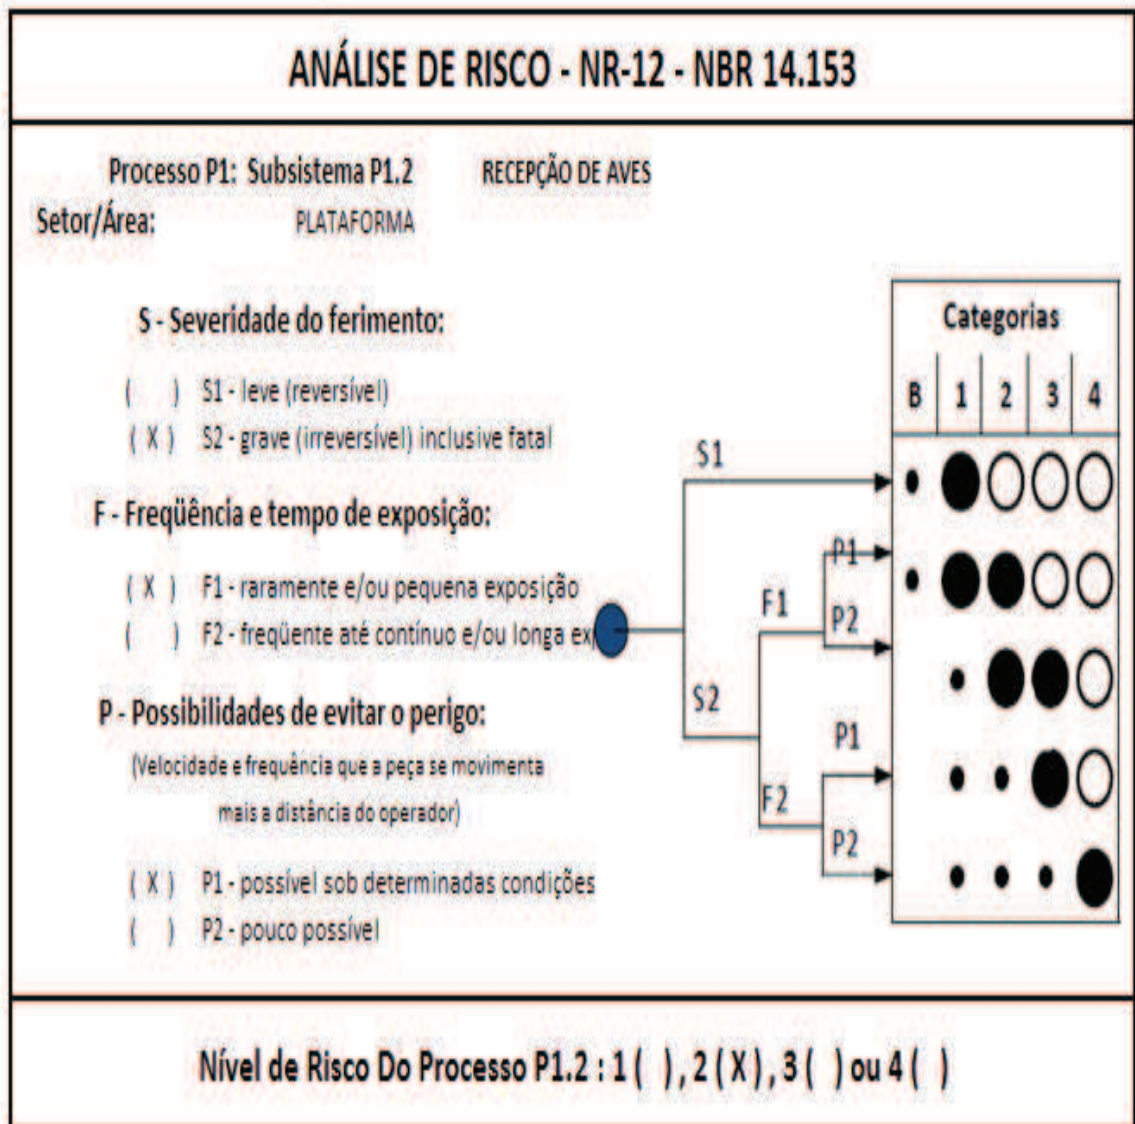 ANÁLISE DE RISCO - NR-12 - NBR 14.153
Processo P1: Subsistema P1.2 RECEPÇÃO DE AVES
Setor/Área: PLATAFORMA
S - Severidade do ferimento:
( ) S1 - leve (reversível)
( X ) S2 - grave (irreversível) inclusive fatal
F - Freqüência e tempo de exposição:
( X ) F1 - raramente e/ou pequena exposição
( ) F2 - freqüente até contínuo e/ou longa ex
P - Possibilidades de evitar o perigo:
(Velocidade e frequência que a peça se movimenta
mais a distância do operador)
( X ) P1 - possível sob determinadas condições
( ) P2 - pouco possível
S1
S2
F1
F2
P1
P2
P1
P2
Categorias
B 1 2 3 4
Nível de Risco Do Processo P1.2 : 1 ( ) , 2 ( X ) , 3 ( ) ou 4 ( )